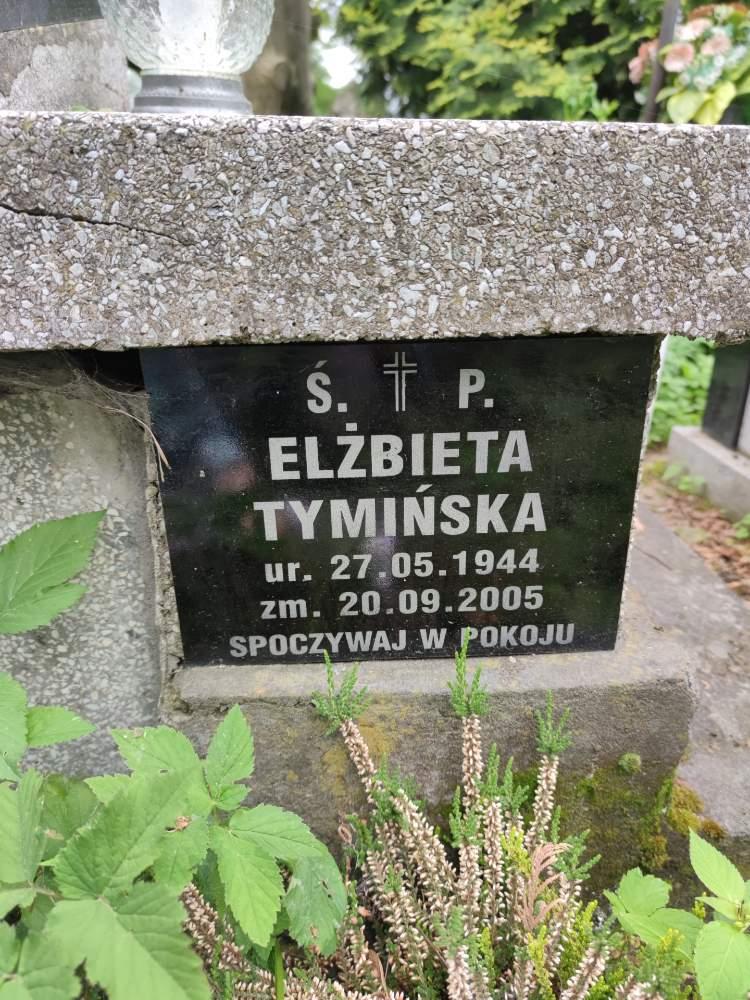 Ś. P.
ELŻBIETA
TYMIŃSKA
ur. 27.05.1944
zm. 20.09.2005
SPOCZYWAJ W POKOJU